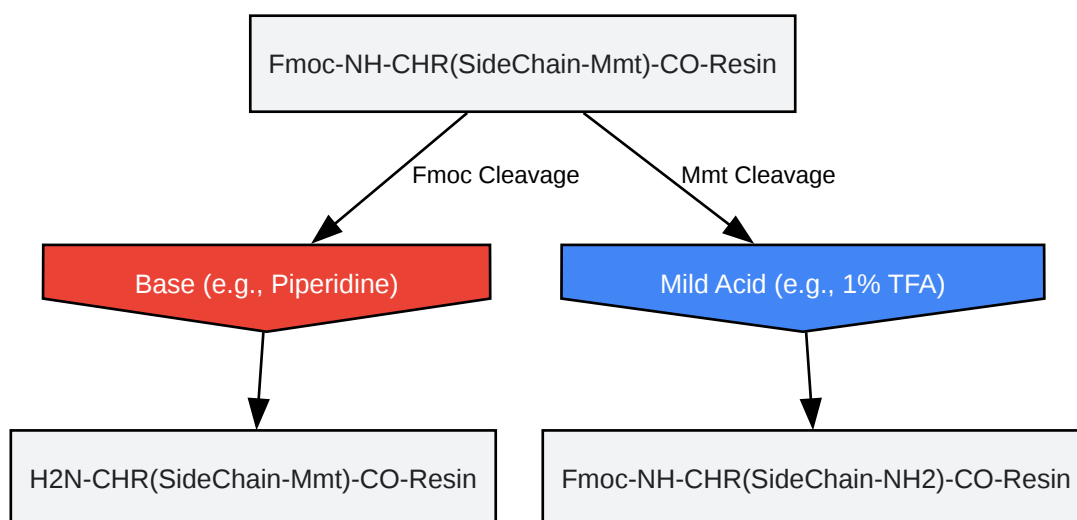 Fmoc-NH-CHR(SideChain-Mmt)-CO-Resin
Fmoc Cleavage
Mmt Cleavage
Base (e.g., Piperidine)
Mild Acid (e.g., 1% TFA)
H2N-CHR(SideChain-Mmt)-CO-Resin
Fmoc-NH-CHR(SideChain-NH2)-CO-Resin